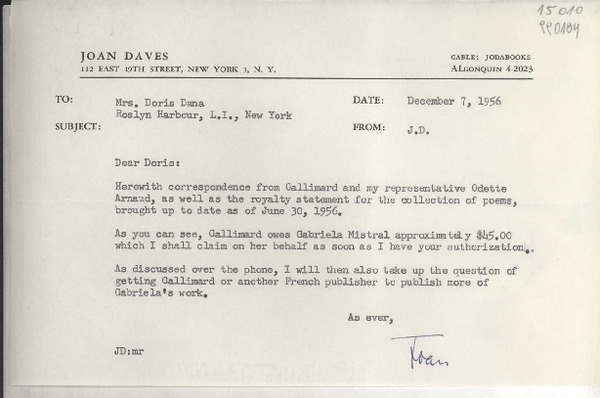 15010
990184
JOAN DAVES
112 EAST 19TH STREET, NEW YORK 3, N. Y.
CABLE: JODABOOKS
ALGONQUIN 4-2023
TO: Mrs. Doris Dana
Roslyn Harbour, L.I., New York
DATE: December 7, 1956
SUBJECT:
FROM: J.D.
Dear Doris:
Herewith correspondence from Gallimard and my representative Odette
Arnaud, as well as the royalty statement for the collection of poems,
brought up to date as of June 30, 1956.
As you can see, Gallimard owes Gabriela Mistral approximately $45.00
which I shall claim on her behalf as soon as I have your authorization..
As discussed over the phone, I will then also take up the question of
getting Gallimard or another French publisher to publish more of
Gabriela's work.
As ever,
Joan
JD:mr